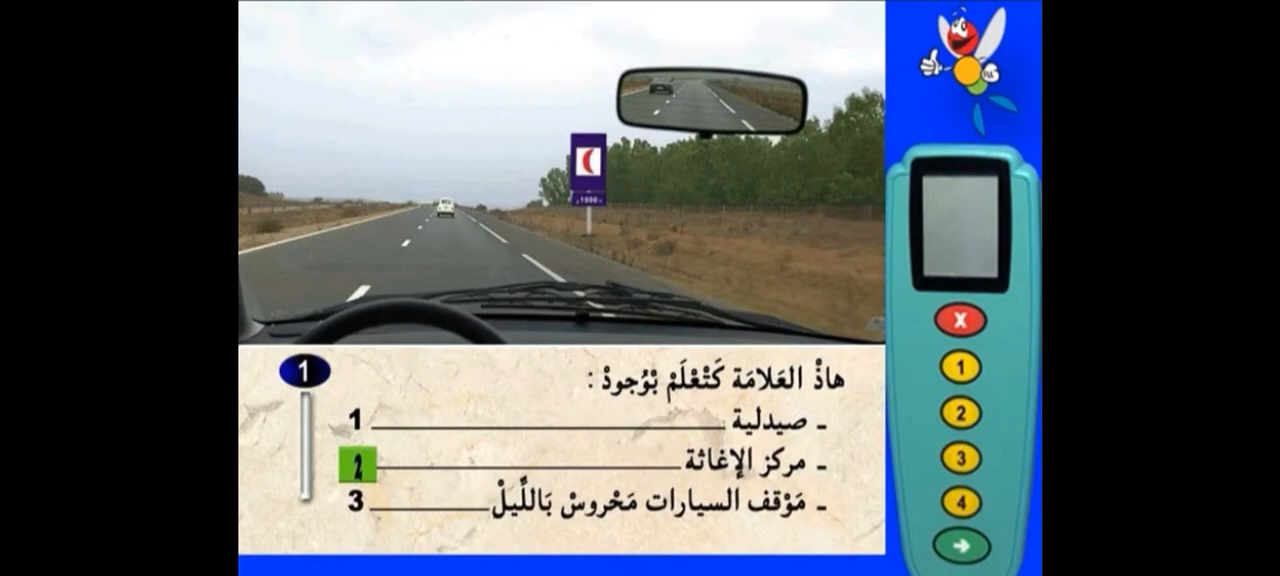 1000م
1
هاذْ العَلامَة كَتْعْلَمْ بْوُجودْ :
ـ صيدلية 1
ـ مركز الإغاثة 2
ـ مَوْقف السيارات مَحْروسْ بَاللِّيلْ 3
X
1
2
3
4